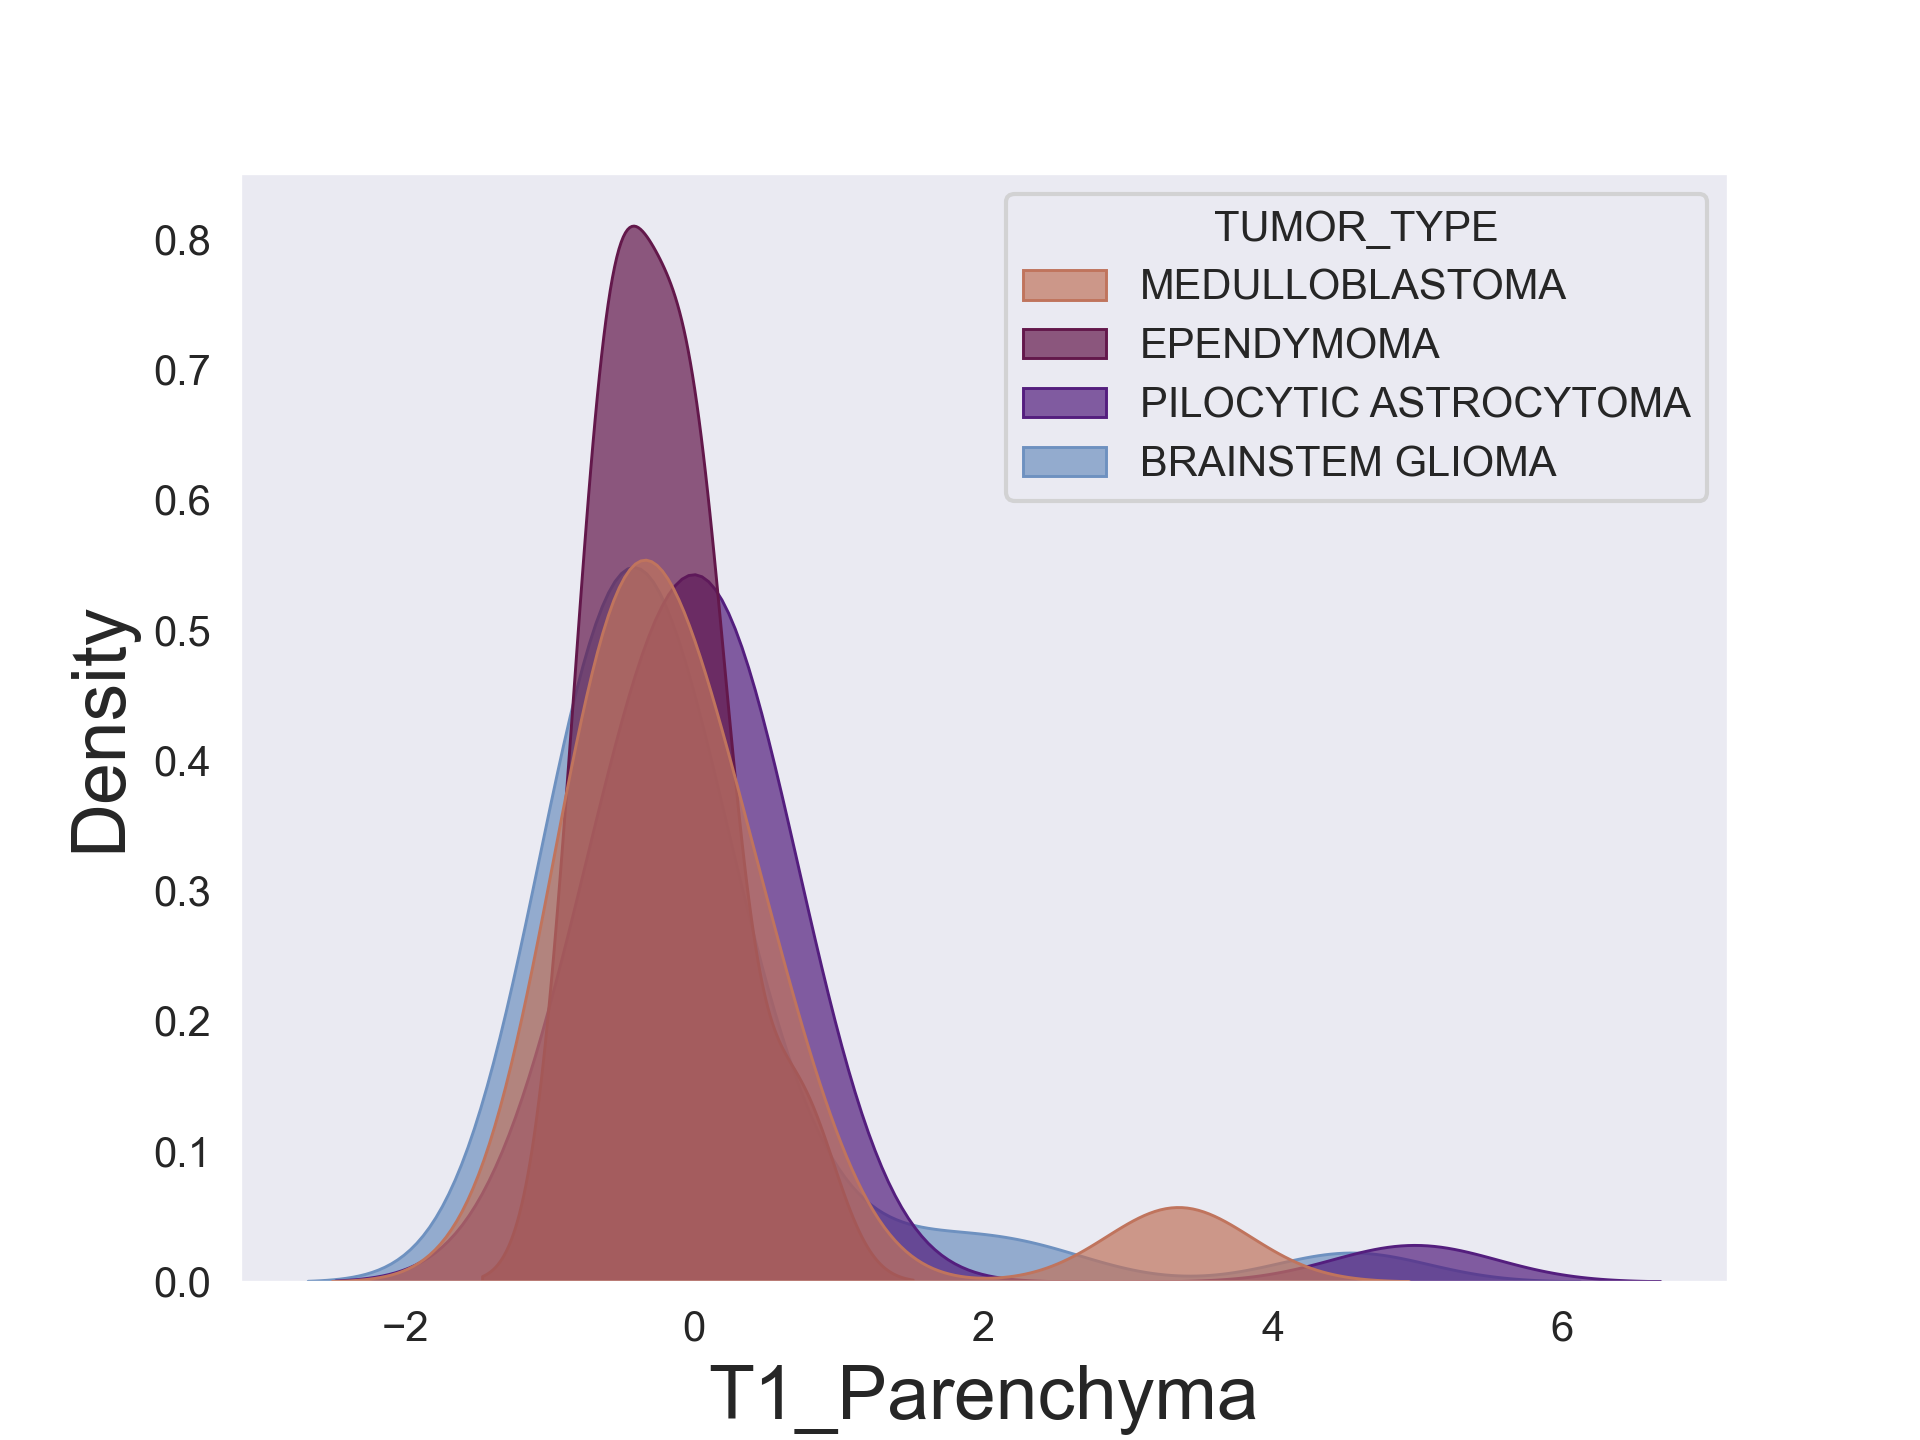 TUMOR_TYPE
MEDULLOBLASTOMA
EPENDYMOMA
PILOCYTIC ASTROCYTOMA
BRAINSTEM GLIOMA
Density
0.8
0.7
0.6
0.5
0.4
0.3
0.2
0.1
0.0
−2 0 2 4 6
T1_Parenchyma